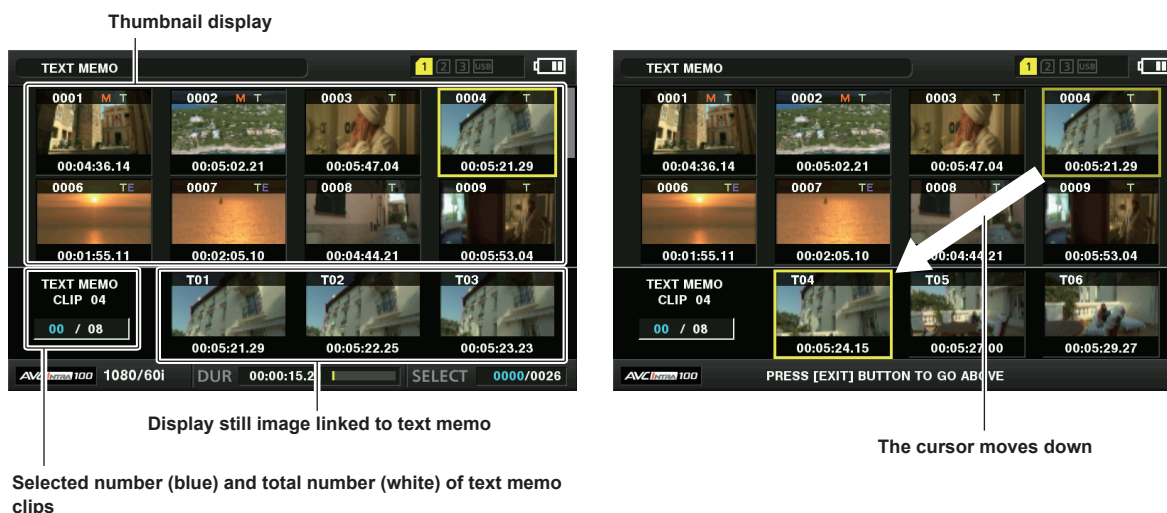 Thumbnail display
TEXT MEMO
1 2 3 USB
0001 M T
0002 M T
0003 T
0004 T
00:04:36.14
00:05:02.21
00:05:47.04
00:05:21.29
0006 TE
0007 TE
0008 T
0009 T
00:01:55.11
00:02:05.10
00:04:44.21
00:05:53.04
TEXT MEMO
CLIP 04
00 / 08
T01
T02
T03
00:05:21.29
00:05:22.25
00:05:23.23
AVC INTRA 100 1080/60i DUR 00:00:15.2 SELECT 0000/0026
Display still image linked to text memo
Selected number (blue) and total number (white) of text memo
clips
TEXT MEMO
1 2 3 USB
0001 M T
0002 M T
0003 T
0004 T
00:04:36.14
00:05:02.21
00:05:47.04
00:05:21.29
0006 TE
0007 TE
0008 T
0009 T
00:01:55.11
00:02:05.10
00:04:44.21
00:05:53.04
TEXT MEMO
CLIP 04
00 / 08
T04
T05
T06
00:05:24.15
00:05:27.00
00:05:29.27
AVC INTRA 100 PRESS [EXIT] BUTTON TO GO ABOVE
The cursor moves down